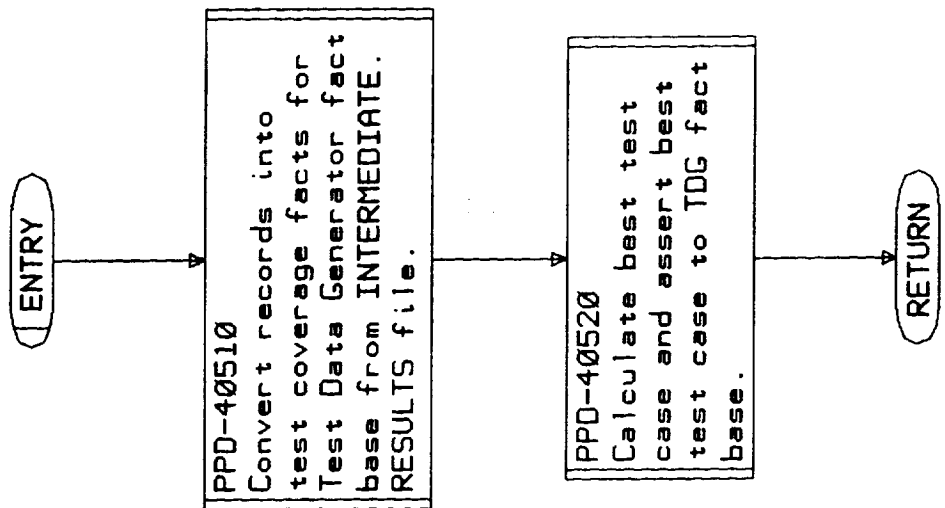 ENTRY
PPD-40510
Convert records into
test coverage facts for
Test Data Generator fact
base from INTERMEDIATE.
RESULTS file.
PPD-40520
Calculate best test
case and assert best
test case to TDG fact
base.
RETURN